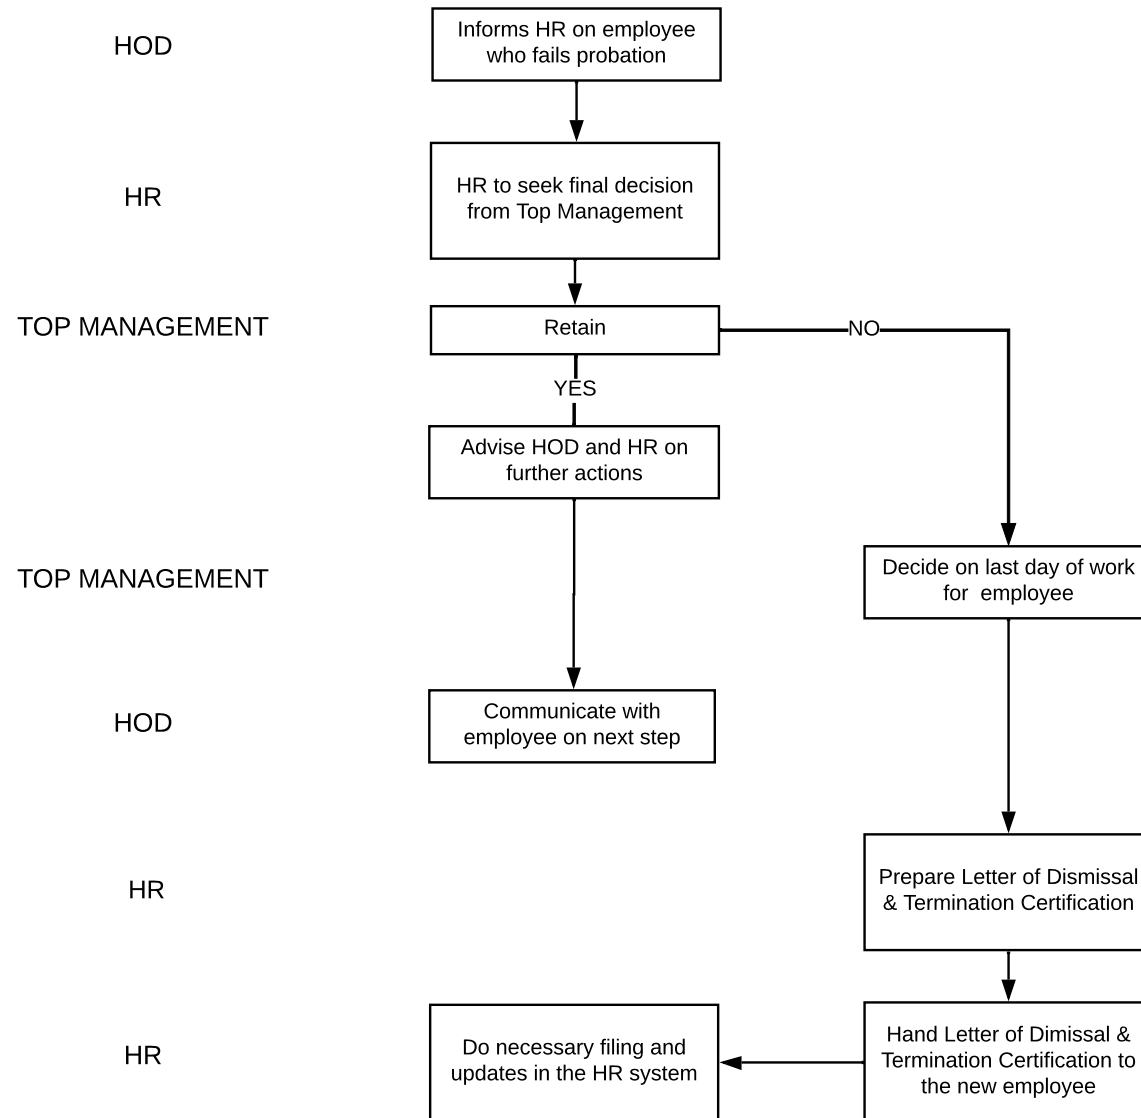 HOD
Informs HR on employee
who fails probation
HR
HR to seek final decision
from Top Management
TOP MANAGEMENT
Retain
NO
YES
Advise HOD and HR on
further actions
TOP MANAGEMENT
Decide on last day of work
for employee
HOD
Communicate with
employee on next step
HR
Prepare Letter of Dismissal
& Termination Certification
HR
Do necessary filing and
updates in the HR system
Hand Letter of Dimissal &
Termination Certification to
the new employee